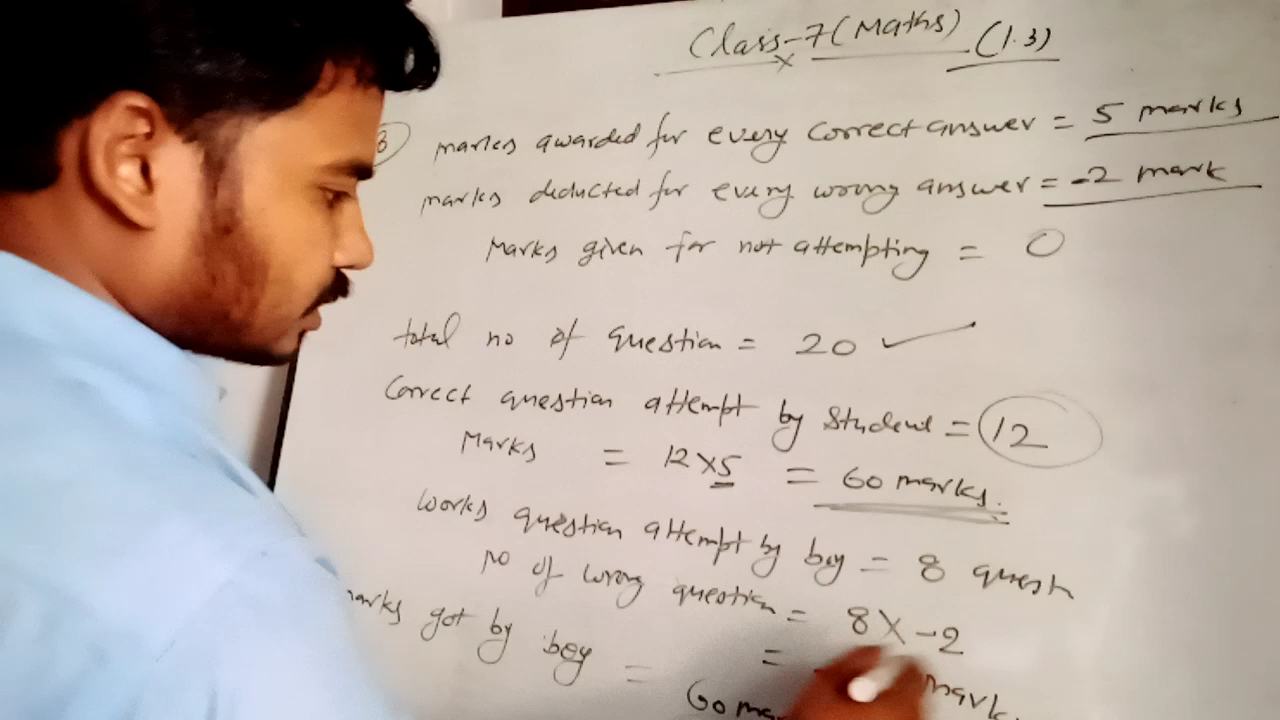 Class-7 (Maths) (1.3)
marks awarded for every correct answer = 5 marks
marks deducted for every wrong answer = -2 mark
Marks given for not attempting = 0
total no of question = 20
Correct question attempt by Student = 12
Marks = 12 X 5 = 60 marks.
works question attempt by boy = 8 quest
no of wrong question = 8 X -2
= mark
marks got by boy =
60